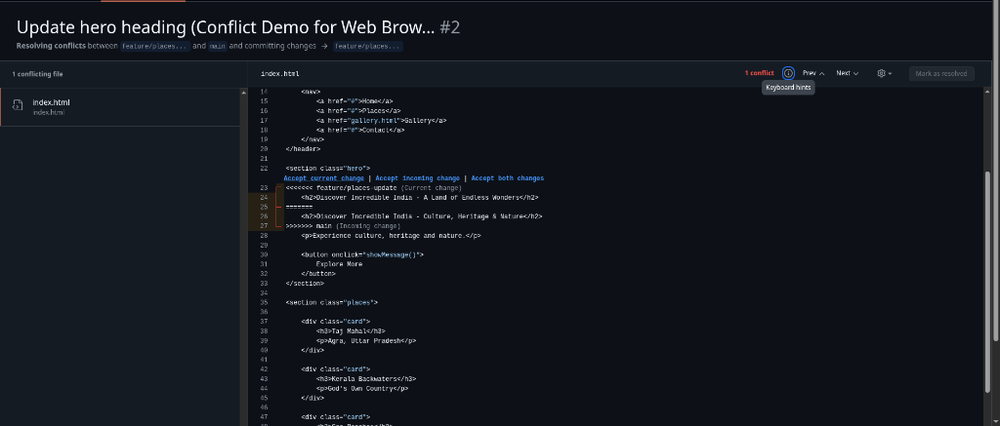 Update hero heading (Conflict Demo for Web Brow... #2
Resolving conflicts between feature/places... and main and committing changes → feature/places...
1 conflicting file
index.html
index.html
index.html
1 conflict
Prev
Next
Mark as resolved
Keyboard hints
14 <nav>
15 <a href="#">Home</a>
16 <a href="#">Places</a>
17 <a href="gallery.html">Gallery</a>
18 <a href="#">Contact</a>
19 </nav>
20 </header>
21
22 <section class="hero">
Accept current change | Accept incoming change | Accept both changes
23 <<<<<<< feature/places-update (Current change)
24 <h2>Discover Incredible India - A Land of Endless Wonders</h2>
25 =======
26 <h2>Discover Incredible India - Culture, Heritage & Nature</h2>
27 >>>>>>> main (Incoming change)
28 <p>Experience culture, heritage and nature.</p>
29
30 <button onclick="showMessage()">
31 Explore More
32 </button>
33 </section>
34
35 <section class="places">
36
37 <div class="card">
38 <h3>Taj Mahal</h3>
39 <p>Agra, Uttar Pradesh</p>
40 </div>
41
42 <div class="card">
43 <h3>Kerala Backwaters</h3>
44 <p>God's Own Country</p>
45 </div>
46
47 <div class="card">